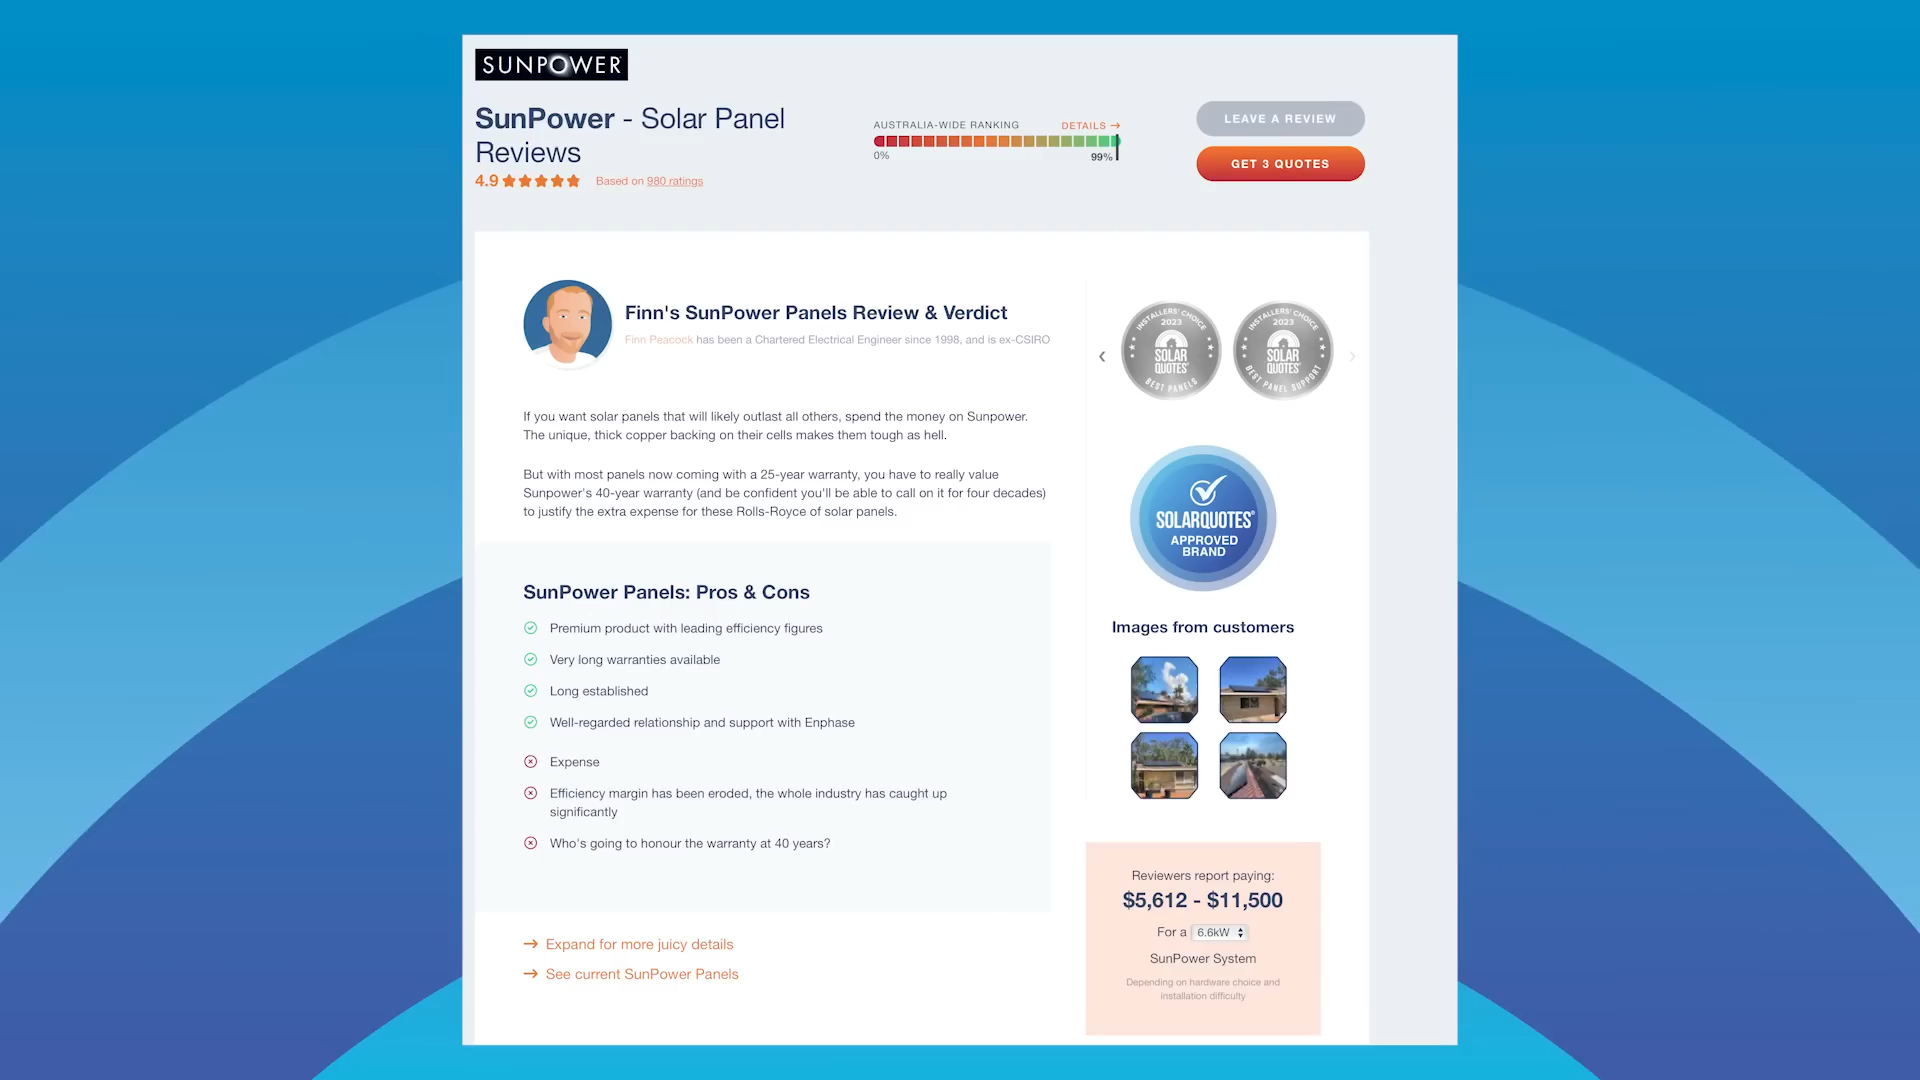 SUNPOWER
SunPower - Solar Panel
Reviews
4.9
Based on 980 ratings
AUSTRALIA-WIDE RANKING
DETAILS →
0%
99%
LEAVE A REVIEW
GET 3 QUOTES
Finn's SunPower Panels Review & Verdict
Finn Peacock has been a Chartered Electrical Engineer since 1998, and is ex-CSIRO
If you want solar panels that will likely outlast all others, spend the money on Sunpower.
The unique, thick copper backing on their cells makes them tough as hell.
But with most panels now coming with a 25-year warranty, you have to really value
Sunpower's 40-year warranty (and be confident you'll be able to call on it for four decades)
to justify the extra expense for these Rolls-Royce of solar panels.
SunPower Panels: Pros & Cons
Premium product with leading efficiency figures
Very long warranties available
Long established
Well-regarded relationship and support with Enphase
Expense
Efficiency margin has been eroded, the whole industry has caught up
significantly
Who's going to honour the warranty at 40 years?
→ Expand for more juicy details
→ See current SunPower Panels
INSTALLERS' CHOICE
2023
SOLAR
QUOTES
BEST PANELS
INSTALLERS' CHOICE
2023
SOLAR
QUOTES
BEST PANEL SUPPORT
SOLARQUOTES®
APPROVED
BRAND
Images from customers
Reviewers report paying:
$5,612 - $11,500
For a 6.6kW
SunPower System
Depending on hardware choice and
installation difficulty